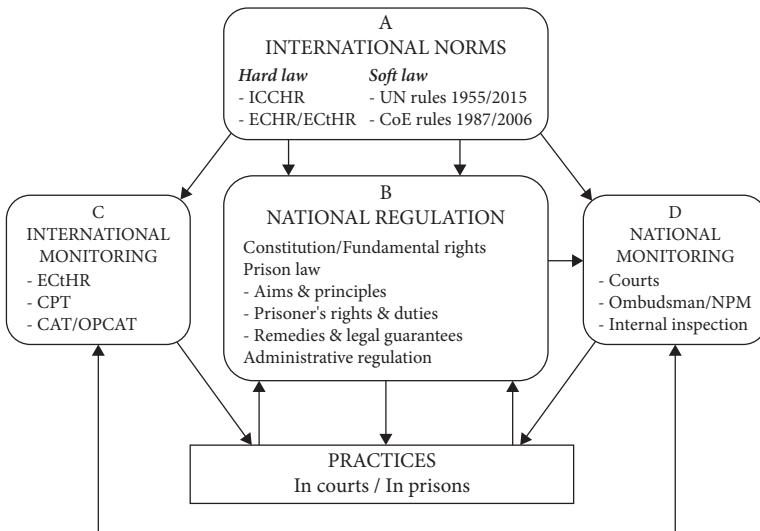 A
INTERNATIONAL NORMS
Hard law
- ICCHR
- ECHR/ECtHR
Soft law
- UN rules 1955/2015
- CoE rules 1987/2006
B
NATIONAL REGULATION
Constitution/Fundamental rights
Prison law
- Aims & principles
- Prisoner's rights & duties
- Remedies & legal guarantees
Administrative regulation
C
INTERNATIONAL
MONITORING
- ECtHR
- CPT
- CAT/OPCAT
D
NATIONAL
MONITORING
- Courts
- Ombudsman/NPM
- Internal inspection
PRACTICES
In courts / In prisons